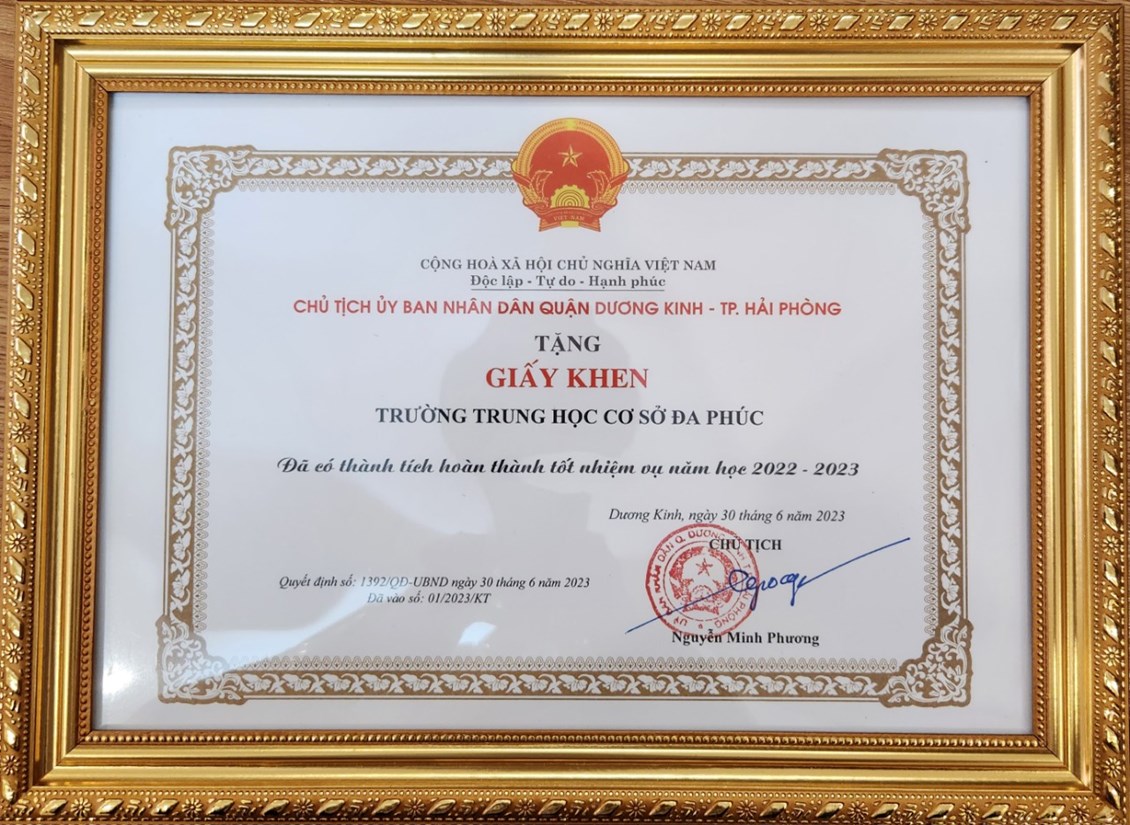 VIỆT NAM
CỘNG HOÀ XÃ HỘI CHỦ NGHĨA VIỆT NAM
Độc lập - Tự do - Hạnh phúc
CHỦ TỊCH ỦY BAN NHÂN DÂN QUẬN DƯƠNG KINH - TP. HẢI PHÒNG
TẶNG
GIẤY KHEN
TRƯỜNG TRUNG HỌC CƠ SỞ ĐA PHÚC
Đã có thành tích hoàn thành tốt nhiệm vụ năm học 2022 - 2023
Dương Kinh, ngày 30 tháng 6 năm 2023
CHỦ TỊCH
Quyết định số: 1392/QĐ-UBND ngày 30 tháng 6 năm 2023
Đã vào số: 01/2023/KT
Nguyễn Minh Phương